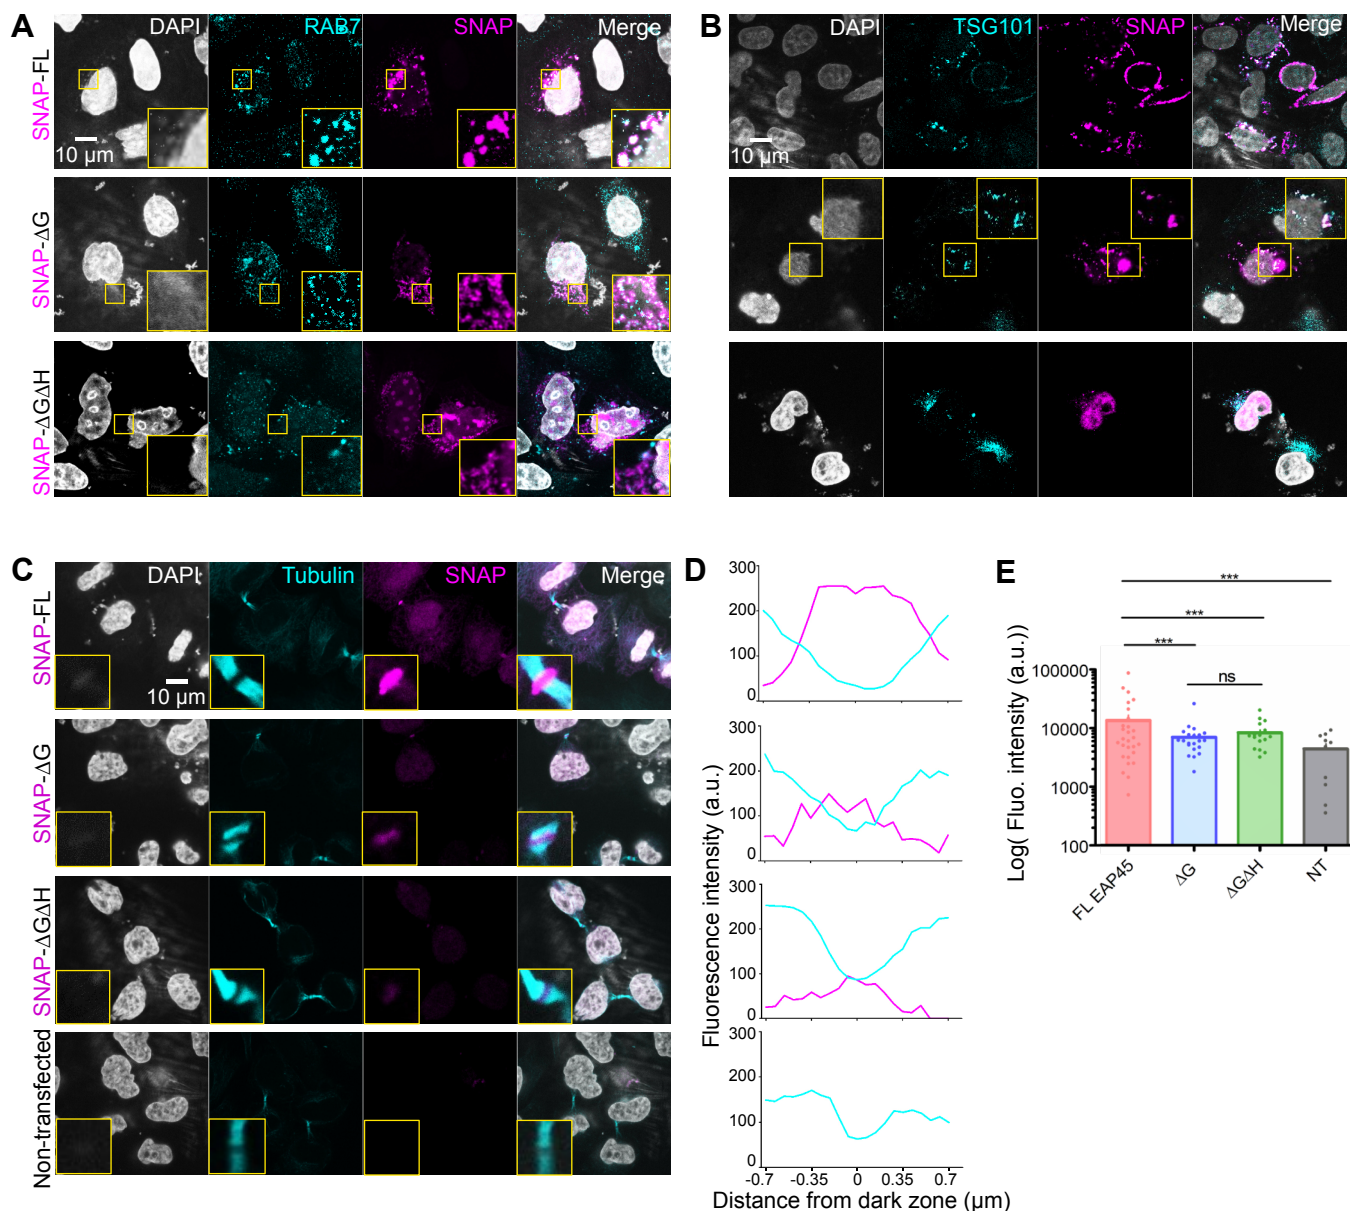 A
DAPI RAB7 SNAP Merge
SNAP-FL
10 µm
SNAP-ΔG
SNAP-ΔGΔH
B
DAPI TSG101 SNAP Merge
10 µm
C
DAPI Tubulin SNAP Merge
SNAP-FL
10 µm
SNAP-ΔG
SNAP-ΔGΔH
Non-transfected
D
Fluorescence intensity (a.u.)
300
200
100
0
300
200
100
0
300
200
100
0
300
200
100
0
-0.7 -0.35 0 0.35 0.7
Distance from dark zone (µm)
E
***
***
***
ns
Log( Fluo. intensity (a.u.))
100000
10000
1000
100
FL EAP45 ΔG ΔGΔH NT